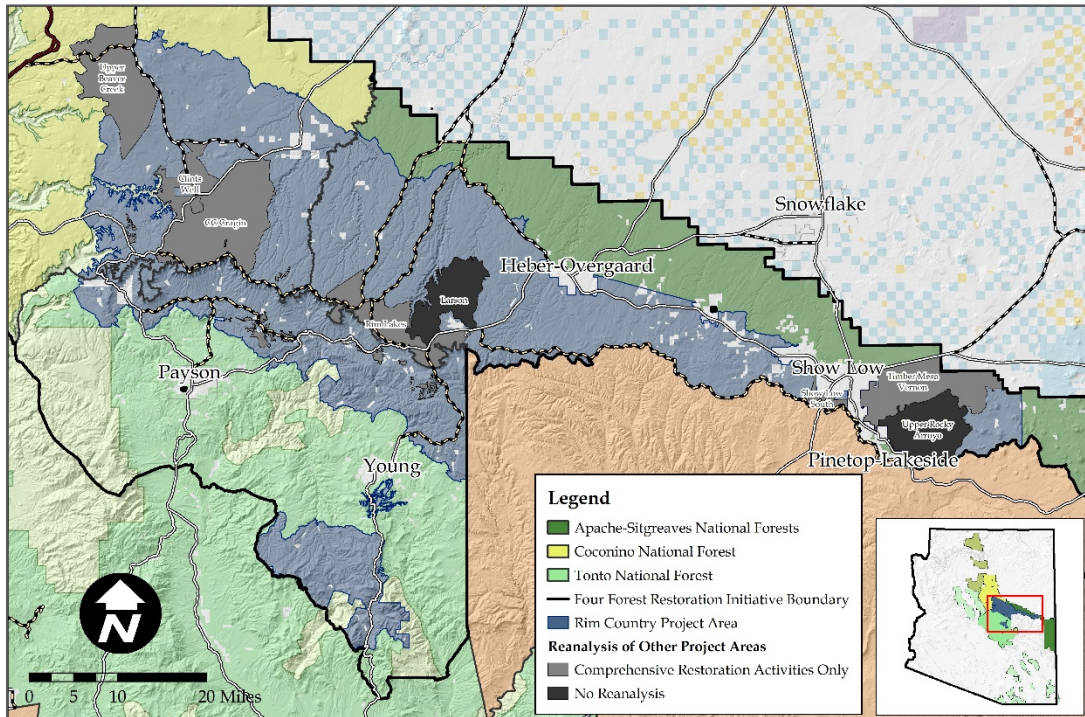 Upper
Beaver
Creek
Clints
Well
C.C. Cragin
Snowflake
Heber-Overgaard
Larson
Rim Lakes
Payson
Show Low
Timber Mesa
Vernon
Show Low
South
Upper Rocky
Arroyo
Pinetop-Lakeside
Young
Legend
Apache-Sitgreaves National Forests
Coconino National Forest
Tonto National Forest
Four Forest Restoration Initiative Boundary
Rim Country Project Area
Reanalysis of Other Project Areas
Comprehensive Restoration Activities Only
No Reanalysis
N
0 5 10 20 Miles